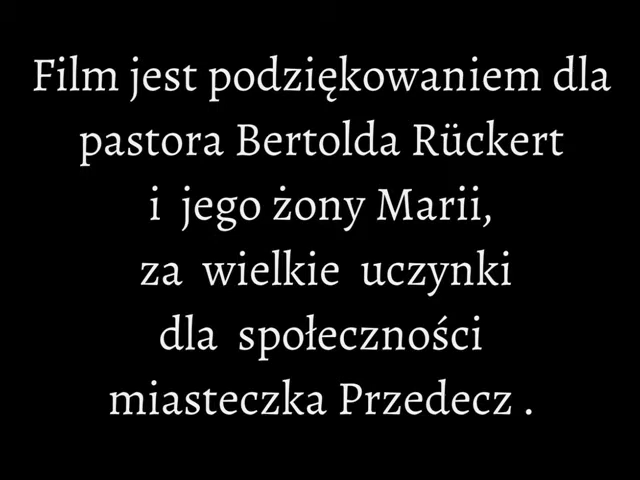 Film jest podziękowaniem dla
pastora Bertolda Rückert
i jego żony Marii,
za wielkie uczynki
dla społeczności
miasteczka Przedecz .